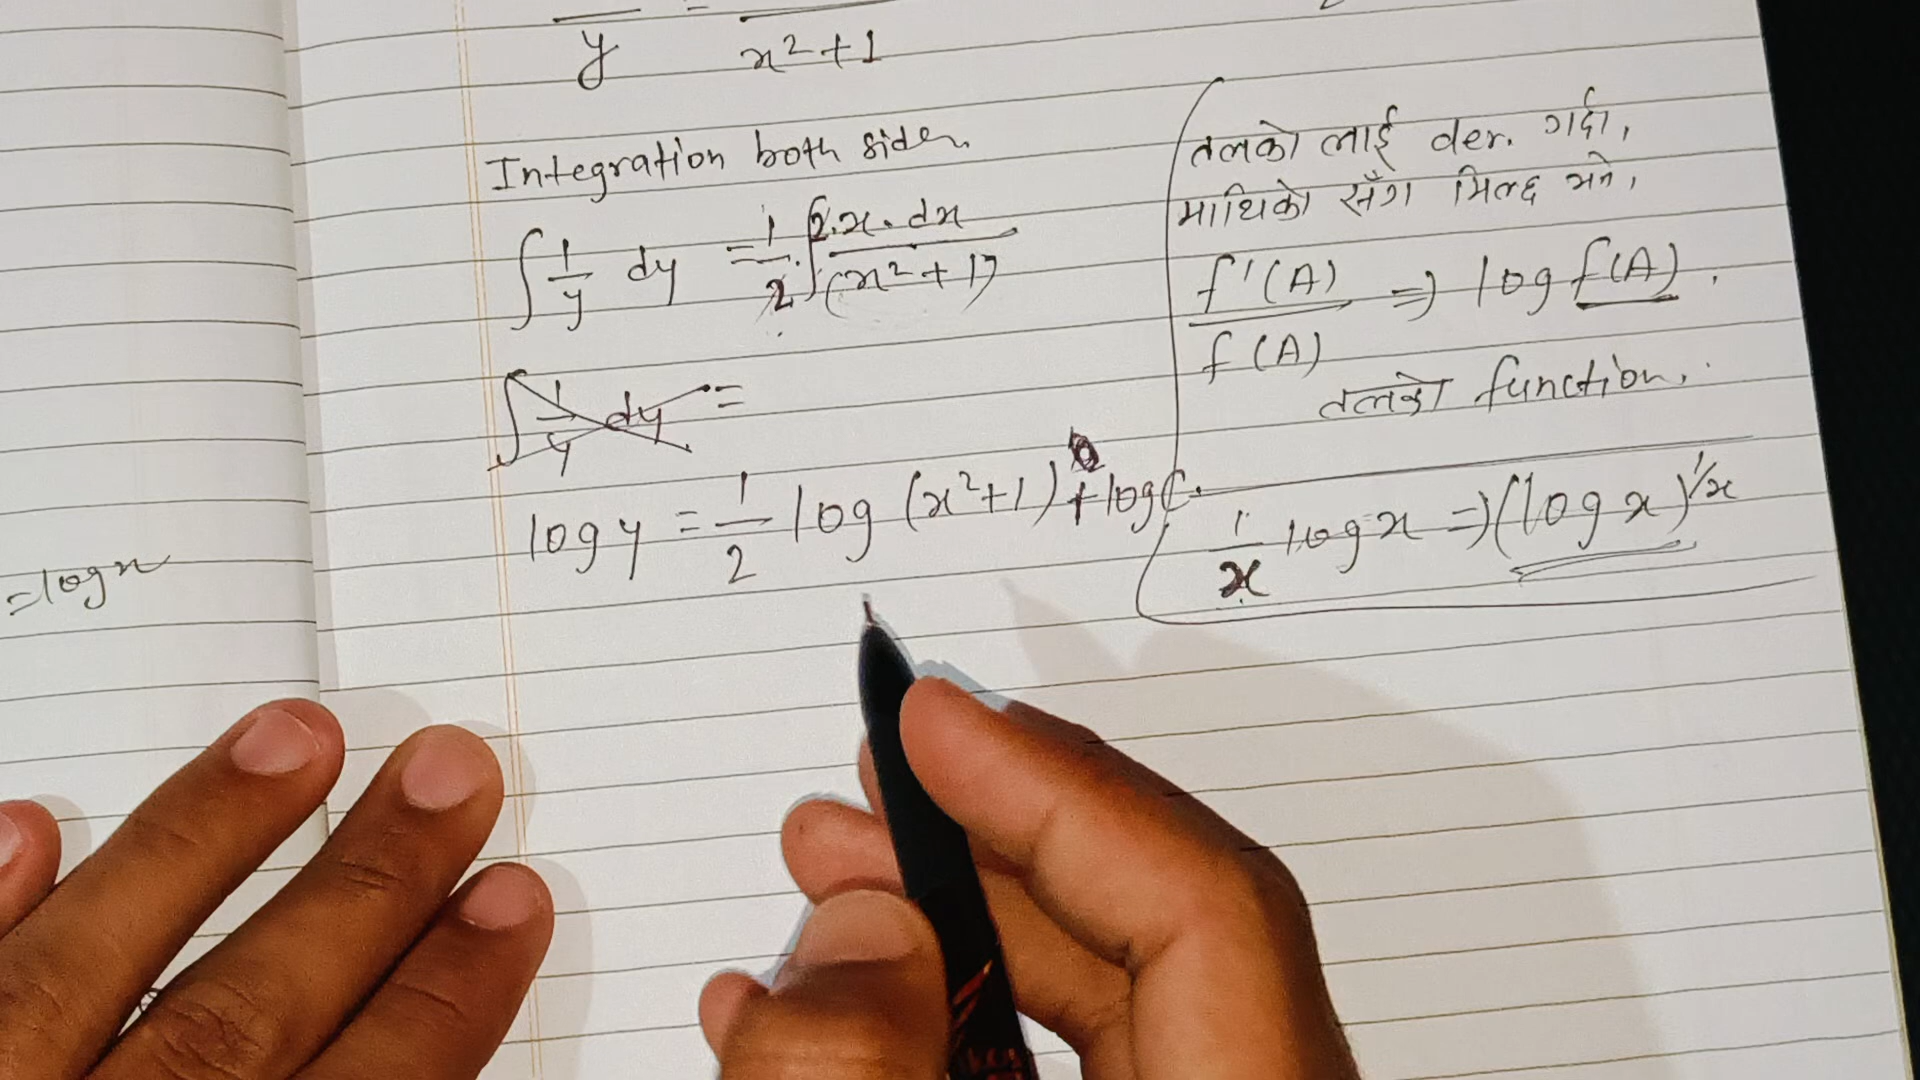 y = x²+1
Integration both side.
∫ 1/y dy = 1/2 . ∫ 2.x. dx / (x²+1)
∫ 1/y dy =
log y = 1/2 log (x²+1) + log C.
= log x
तलको लाई der. गर्दा,
माथिको सँग मिल्छ भने,
f'(A) / f(A) => log f(A).
तलको function.
1/x log x => (log x)^1/x